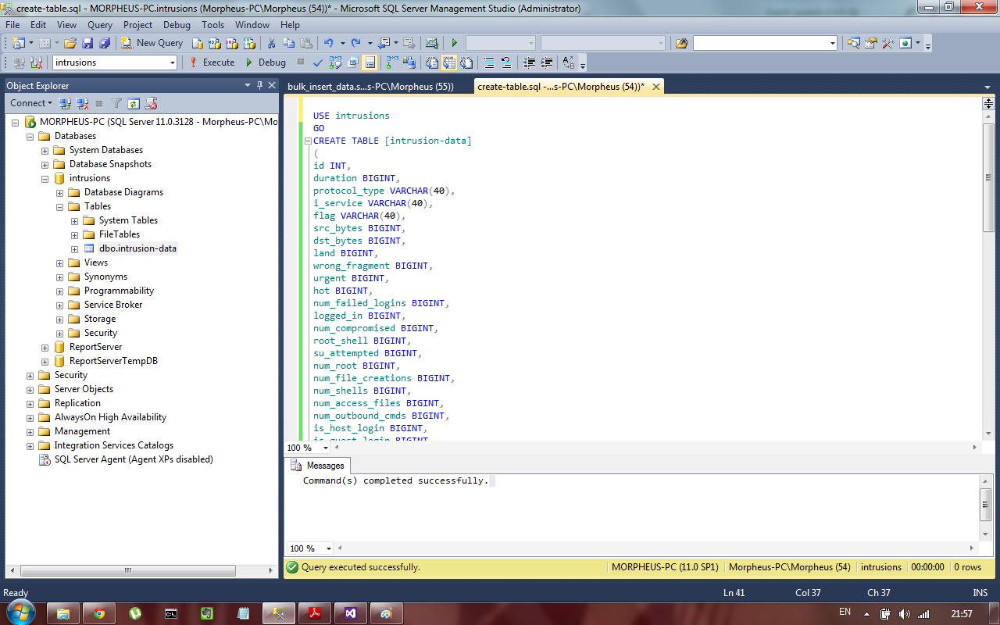 create-table.sql - MORPHEUS-PC.intrusions (Morpheus-PC\Morpheus (54))* - Microsoft SQL Server Management Studio (Administrator)
File Edit View Query Project Debug Tools Window Help
New Query
intrusions Execute Debug
Object Explorer
Connect
MORPHEUS-PC (SQL Server 11.0.3128 - Morpheus-PC\Mo
Databases
System Databases
Database Snapshots
intrusions
Database Diagrams
Tables
System Tables
FileTables
dbo.intrusion-data
Views
Synonyms
Programmability
Service Broker
Storage
Security
ReportServer
ReportServerTempDB
Security
Server Objects
Replication
AlwaysOn High Availability
Management
Integration Services Catalogs
SQL Server Agent (Agent XPs disabled)
bulk_insert_data.s...s-PC\Morpheus (55)) create-table.sql -...s-PC\Morpheus (54))*
USE intrusions
GO
CREATE TABLE [intrusion-data]
(
id INT,
duration BIGINT,
protocol_type VARCHAR(40),
i_service VARCHAR(40),
flag VARCHAR(40),
src_bytes BIGINT,
dst_bytes BIGINT,
land BIGINT,
wrong_fragment BIGINT,
urgent BIGINT,
hot BIGINT,
num_failed_logins BIGINT,
logged_in BIGINT,
num_compromised BIGINT,
root_shell BIGINT,
su_attempted BIGINT,
num_root BIGINT,
num_file_creations BIGINT,
num_shells BIGINT,
num_access_files BIGINT,
num_outbound_cmds BIGINT,
is_host_login BIGINT,
is_guest_login BIGINT
100 %
Messages
Command(s) completed successfully.
100 %
Query executed successfully. MORPHEUS-PC (11.0 SP1) Morpheus-PC\Morpheus (54) intrusions 00:00:00 0 rows
Ready Ln 41 Col 37 Ch 37 INS
EN 21:57